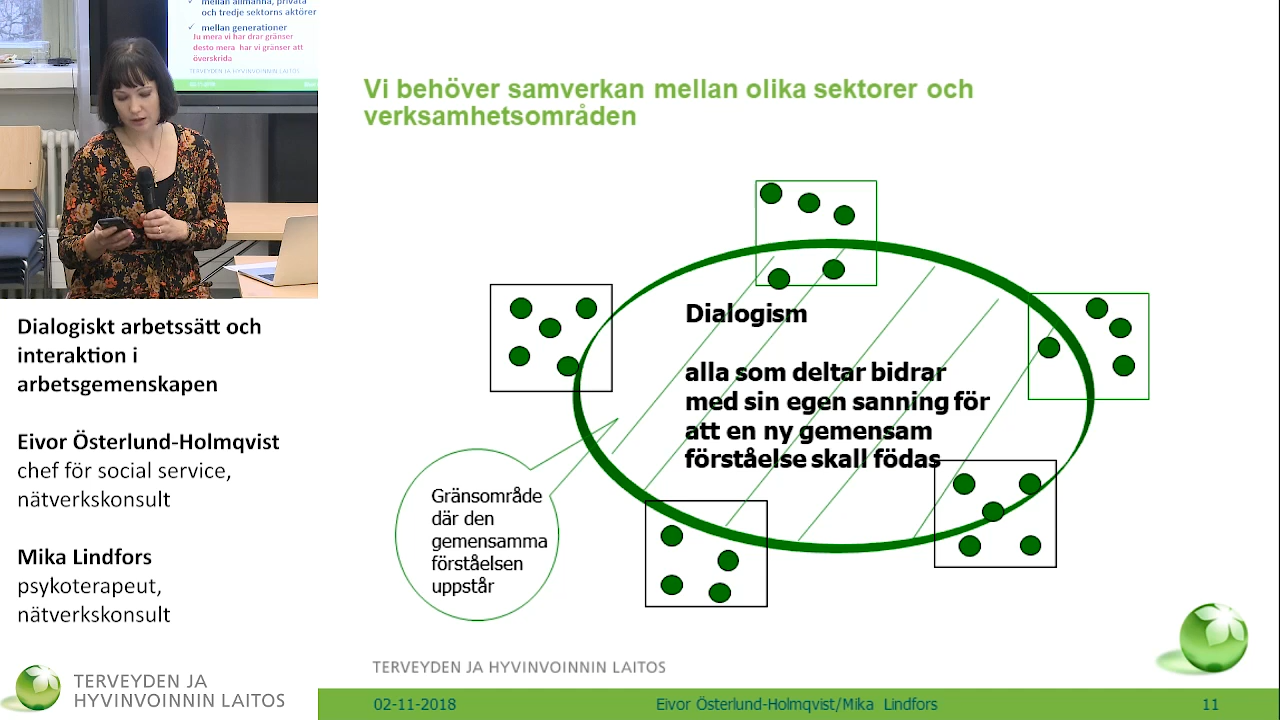 mellan allmänna, privata
och tredje sektorns aktörer
mellan generationer
Ju mera vi har drar gränser
desto mera har vi gränser att
överskrida
TERVEYDEN JA HYVINVOINNIN LAITOS
Dialogiskt arbetssätt och
interaktion i
arbetsgemenskapen
Eivor Österlund-Holmqvist
chef för social service,
nätverkskonsult
Mika Lindfors
psykoterapeut,
nätverkskonsult
TERVEYDEN JA
HYVINVOINNIN LAITOS
Vi behöver samverkan mellan olika sektorer och
verksamhetsområden
Dialogism
alla som deltar bidrar
med sin egen sanning för
att en ny gemensam
förståelse skall födas
Gränsområde
där den
gemensamma
förståelsen
uppstår
TERVEYDEN JA HYVINVOINNIN LAITOS
02-11-2018 Eivor Österlund-Holmqvist/Mika Lindfors 11